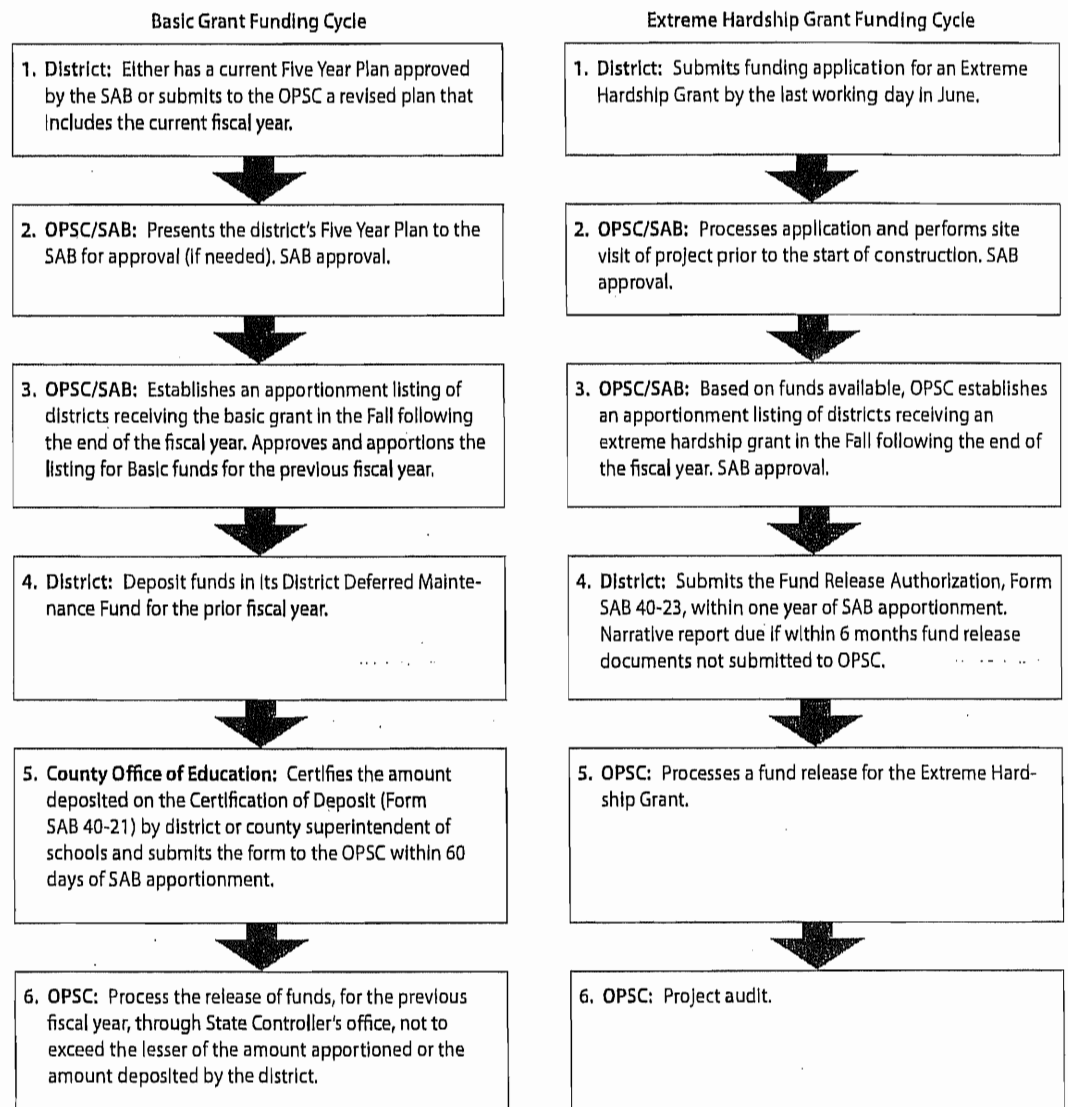 Basic Grant Funding Cycle
1. District: Either has a current Five Year Plan approved
by the SAB or submits to the OPSC a revised plan that
includes the current fiscal year.
2. OPSC/SAB: Presents the district's Five Year Plan to the
SAB for approval (if needed). SAB approval.
3. OPSC/SAB: Establishes an apportionment listing of
districts receiving the basic grant in the Fall following
the end of the fiscal year. Approves and apportions the
listing for Basic funds for the previous fiscal year.
4. District: Deposit funds in its District Deferred Mainte-
nance Fund for the prior fiscal year.
5. County Office of Education: Certifies the amount
deposited on the Certification of Deposit (Form
SAB 40-21) by district or county superintendent of
schools and submits the form to the OPSC within 60
days of SAB apportionment.
6. OPSC: Process the release of funds, for the previous
fiscal year, through State Controller's office, not to
exceed the lesser of the amount apportioned or the
amount deposited by the district.
Extreme Hardship Grant Funding Cycle
1. District: Submits funding application for an Extreme
Hardship Grant by the last working day in June.
2. OPSC/SAB: Processes application and performs site
visit of project prior to the start of construction. SAB
approval.
3. OPSC/SAB: Based on funds available, OPSC establishes
an apportionment listing of districts receiving an
extreme hardship grant in the Fall following the end of
the fiscal year. SAB approval.
4. District: Submits the Fund Release Authorization, Form
SAB 40-23, within one year of SAB apportionment.
Narrative report due if within 6 months fund release
documents not submitted to OPSC.
5. OPSC: Processes a fund release for the Extreme Hard-
ship Grant.
6. OPSC: Project audit.